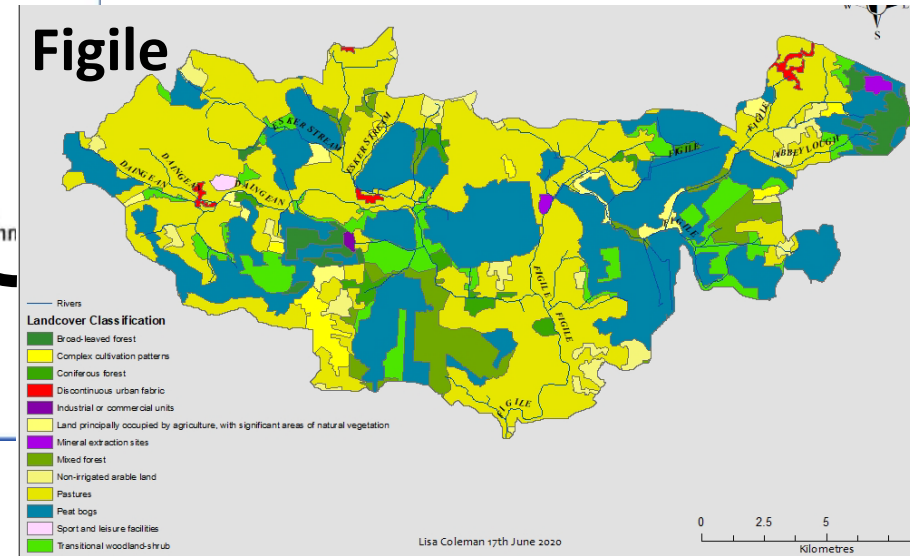 Figile
W E
S
ESKER STREAM
ESKER STREAM
DAINGEAN
DAINGEAN
DAINGEAN
FIGILE
FIGILE
ABBEYLOUGH
FIGILE
FIGILE
FIGILE
FIGILE
Rivers
Landcover Classification
Broad-leaved forest
Complex cultivation patterns
Coniferous forest
Discontinuous urban fabric
Industrial or commercial units
Land principally occupied by agriculture, with significant areas of natural vegetation
Mineral extraction sites
Mixed forest
Non-irrigated arable land
Pastures
Peat bogs
Sport and leisure facilities
Transitional woodland-shrub
Lisa Coleman 17th June 2020
0 2.5 5
Kilometres